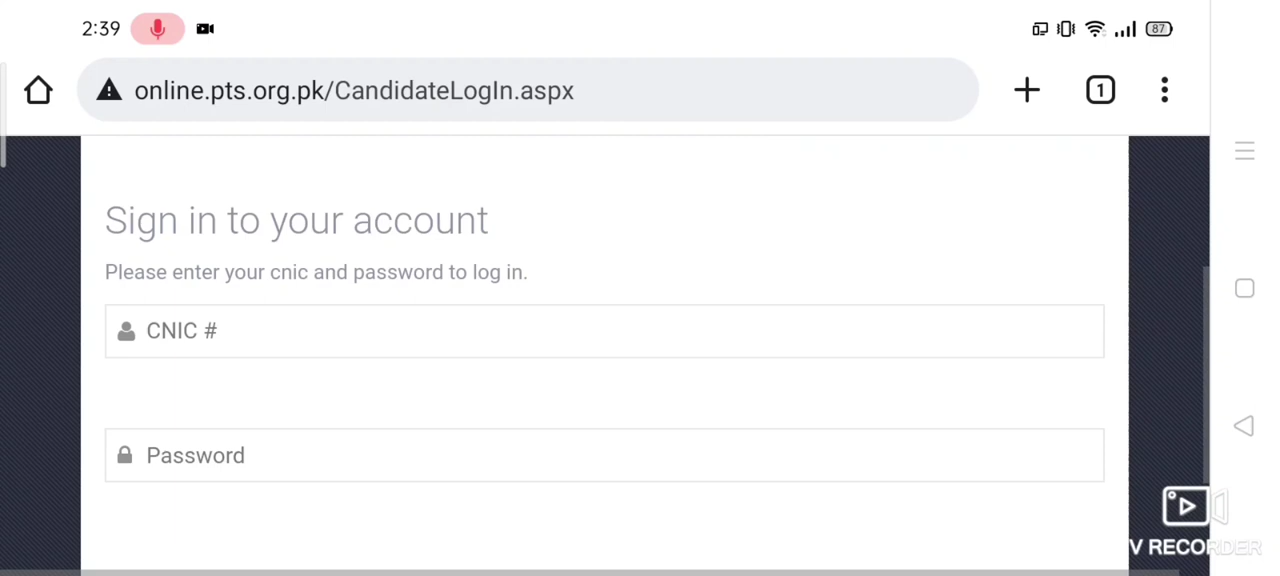 2:39
87
online.pts.org.pk/CandidateLogIn.aspx
1
Sign in to your account
Please enter your cnic and password to log in.
CNIC #
Password
V RECORDER